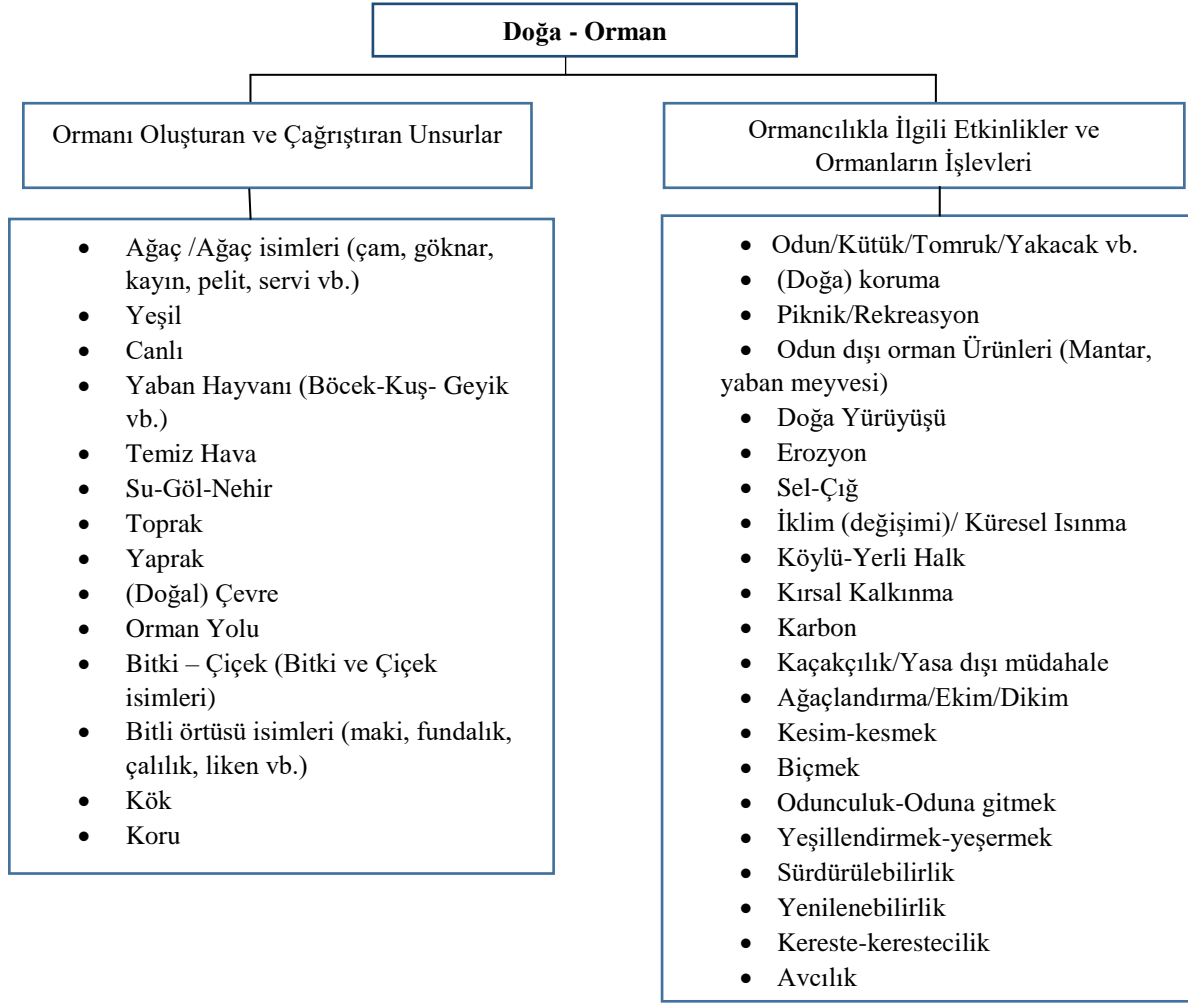 Doğa - Orman
Ormanı Oluşturan ve Çağrıştıran Unsurlar
• Ağaç /Ağaç isimleri (çam, göknar,
kayın, pelit, servi vb.)
• Yeşil
• Canlı
• Yaban Hayvanı (Böcek-Kuş- Geyik
vb.)
• Temiz Hava
• Su-Göl-Nehir
• Toprak
• Yaprak
• (Doğal) Çevre
• Orman Yolu
• Bitki – Çiçek (Bitki ve Çiçek
isimleri)
• Bitli örtüsü isimleri (maki, fundalık,
çalılık, liken vb.)
• Kök
• Koru
Ormancılıkla İlgili Etkinlikler ve
Ormanların İşlevleri
• Odun/Kütük/Tomruk/Yakacak vb.
• (Doğa) koruma
• Piknik/Rekreasyon
• Odun dışı orman Ürünleri (Mantar,
yaban meyvesi)
• Doğa Yürüyüşü
• Erozyon
• Sel-Çığ
• İklim (değişimi)/ Küresel Isınma
• Köylü-Yerli Halk
• Kırsal Kalkınma
• Karbon
• Kaçakçılık/Yasa dışı müdahale
• Ağaçlandırma/Ekim/Dikim
• Kesim-kesmek
• Biçmek
• Odunculuk-Oduna gitmek
• Yeşillendirmek-yeşermek
• Sürdürülebilirlik
• Yenilenebilirlik
• Kereste-kerestecilik
• Avcılık